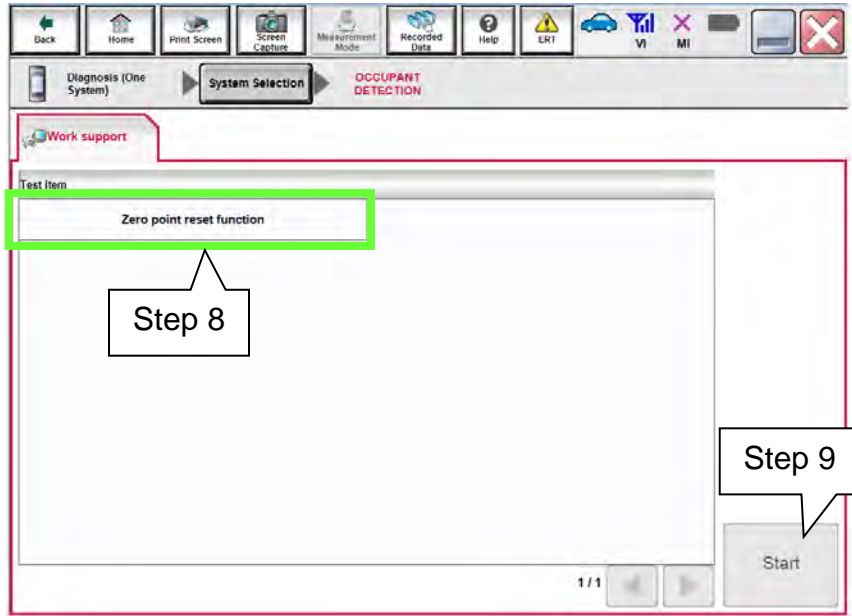 Back
Home
Print Screen
Screen
Capture
Measurement
Mode
Recorded
Data
Help
ERT
VI
MI
Diagnosis (One
System)
System Selection
OCCUPANT
DETECTION
Work support
Test Item
Zero point reset function
Step 8
Step 9
Start
1/1